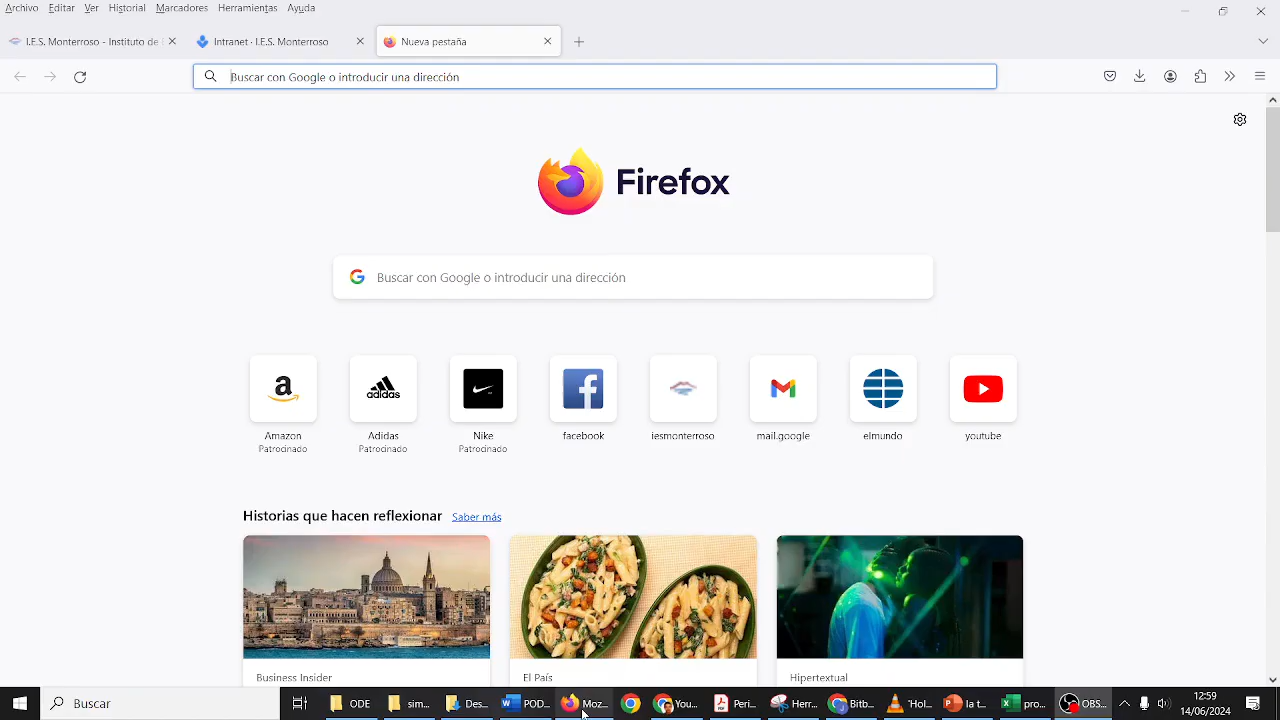 Archivo Editar Ver Historial Marcadores Herramientas Ayuda
I.E.S. Monterroso - Instituto de
Intranet · I.E.S. Monterroso
Nueva pestaña
Buscar con Google o introducir una dirección
Firefox
Buscar con Google o introducir una dirección
Amazon
Patrocinado
Adidas
Patrocinado
Nike
Patrocinado
facebook
iesmonterroso
mail.google
elmundo
youtube
Historias que hacen reflexionar Saber más
Business Insider
El País
Hipertextual
Buscar
ODE
sim...
De...
DOD...
Moz...
You...
Peri...
Herr...
Bitb...
"Hol...
la t...
pro...
OBS...
12:59
14/06/2024